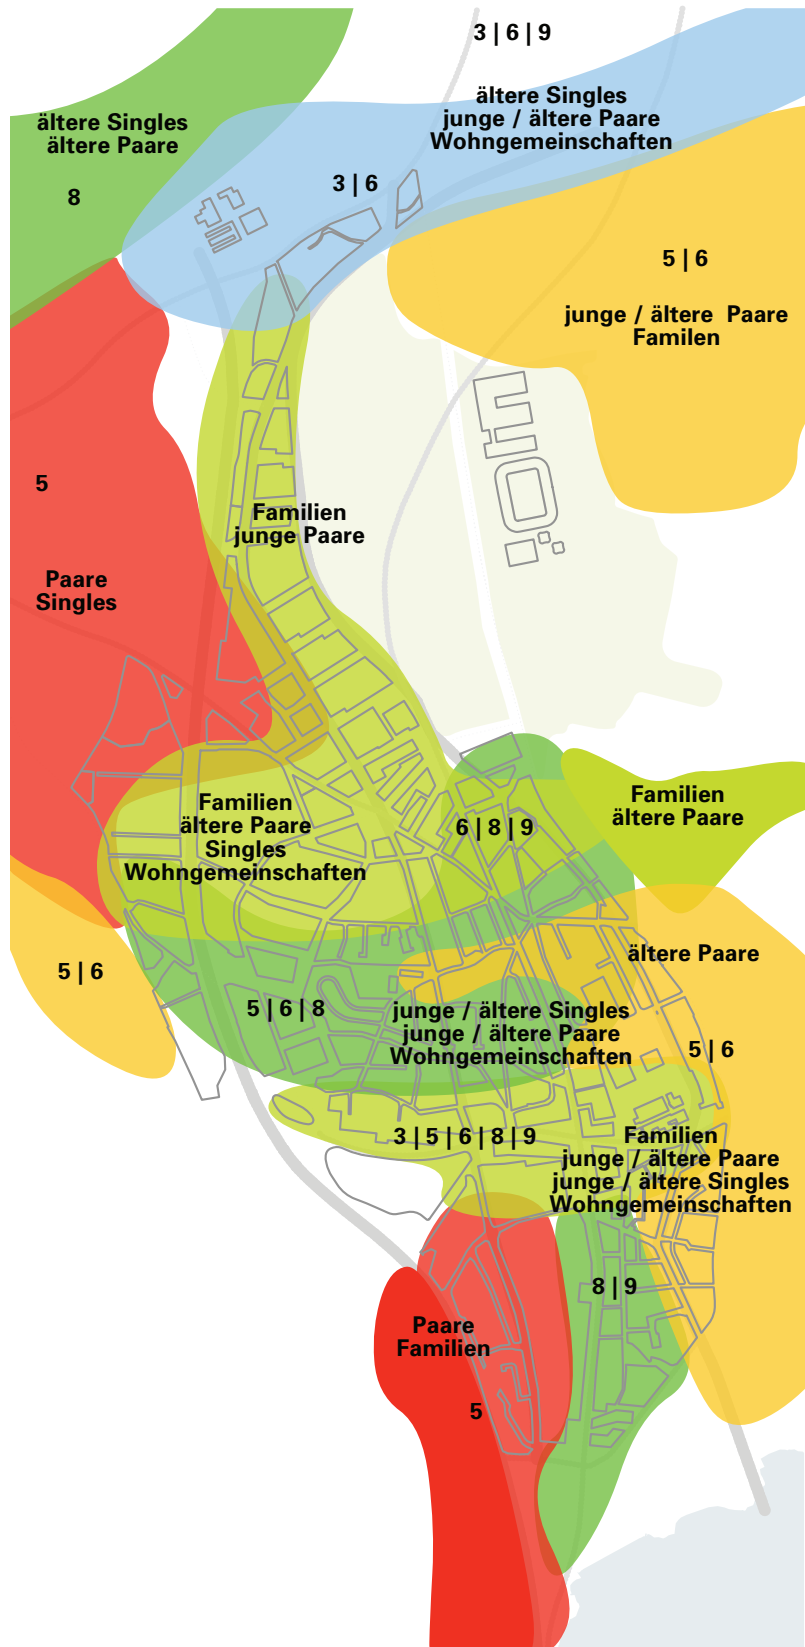 3 | 6 | 9
ältere Singles
junge / ältere Paare
Wohngemeinschaften
ältere Singles
ältere Paare
8
3 | 6
5 | 6
junge / ältere Paare
Familen
5
Familien
junge Paare
Paare
Singles
Familien
ältere Paare
Singles
Wohngemeinschaften
6 | 8 | 9
Familien
ältere Paare
ältere Paare
5 | 6
5 | 6 | 8
junge / ältere Singles
junge / ältere Paare
Wohngemeinschaften
5 | 6
3 | 5 | 6 | 8 | 9
Familien
junge / ältere Paare
junge / ältere Singles
Wohngemeinschaften
8 | 9
Paare
Familien
5